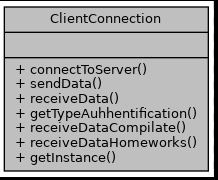 ClientConnection
+ connectToServer()
+ sendData()
+ receiveData()
+ getTypeAuhhentification()
+ receiveDataCompilate()
+ receiveDataHomeworks()
+ getInstance()